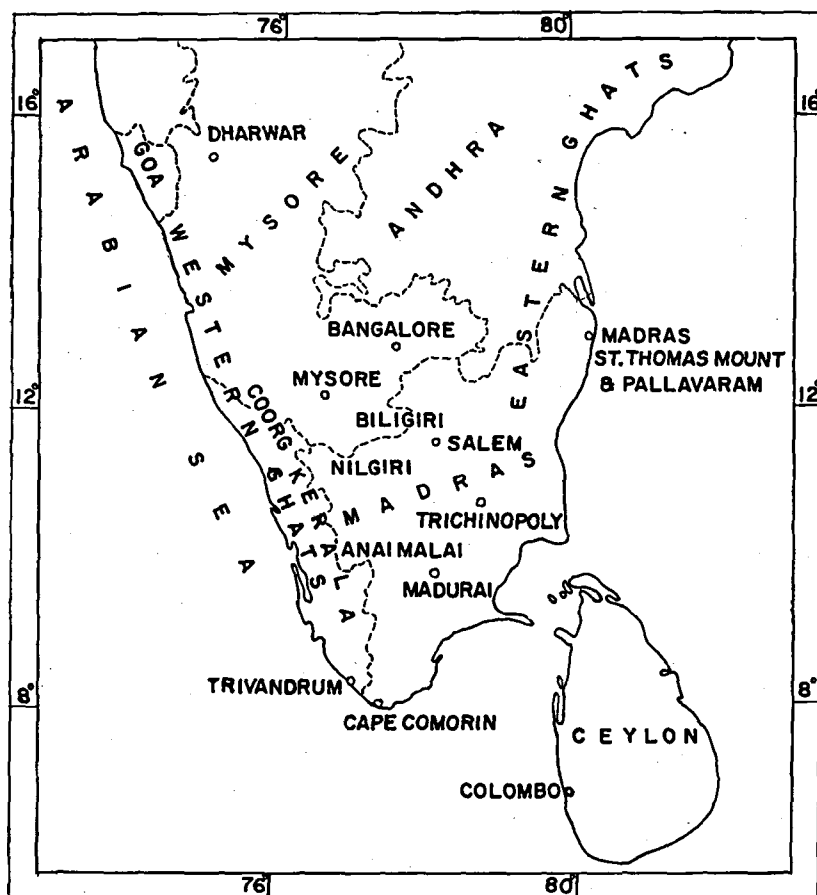 76° 80°
16° 16°
ARABIAN SEA
GOA
DHARWAR
MYSORE
ANDHRA
EASTERN GHATS
WESTERN GHATS
BANGALORE
MADRAS
ST. THOMAS MOUNT
& PALLAVARAM
12° 12°
MYSORE
COORG
BILIGIRI
SALEM
NILGIRI
KERALA
MADRAS
TRICHINOPOLY
ANAIMALAI
MADURAI
8° 8°
TRIVANDRUM
CAPE COMORIN
CEYLON
COLOMBO
76° 80°